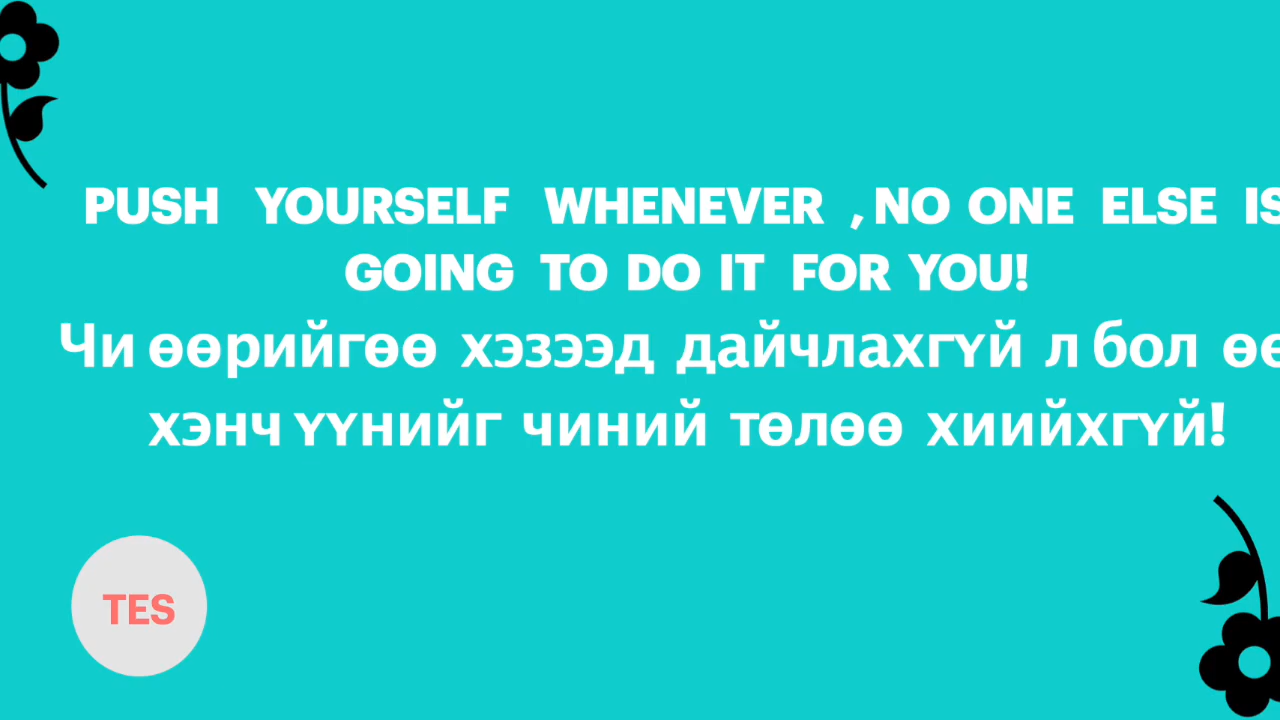 PUSH YOURSELF WHENEVER , NO ONE ELSE IS
GOING TO DO IT FOR YOU!
Чи өөрийгөө хэзээд дайчлахгүй л бол
хэнч үүнийг чиний төлөө хиийхгүй!
TES